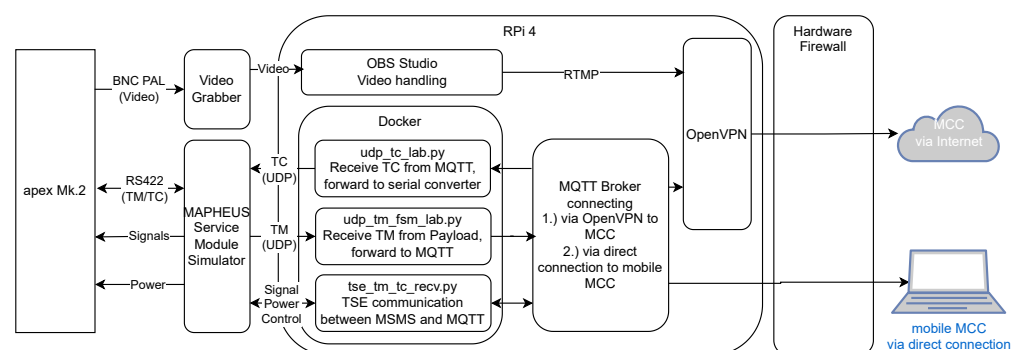 RPi 4
Hardware
Firewall
OBS Studio
Video handling
BNC PAL
(Video)
Video
Grabber
Video
RTMP
Docker
OpenVPN
MCC
via Internet
udp_tc_lab.py
Receive TC from MQTT,
forward to serial converter
TC
(UDP)
apex Mk.2
RS422
(TM/TC)
MAPHEUS
Service
Module
Simulator
MQTT Broker
connecting
1.) via OpenVPN to
MCC
2.) via direct
connection to mobile
MCC
udp_tm_fsm_lab.py
Receive TM from Payload,
forward to MQTT
TM
(UDP)
Signals
Power
Signal
Power
Control
tse_tm_tc_recv.py
TSE communication
between MSMS and MQTT
mobile MCC
via direct connection